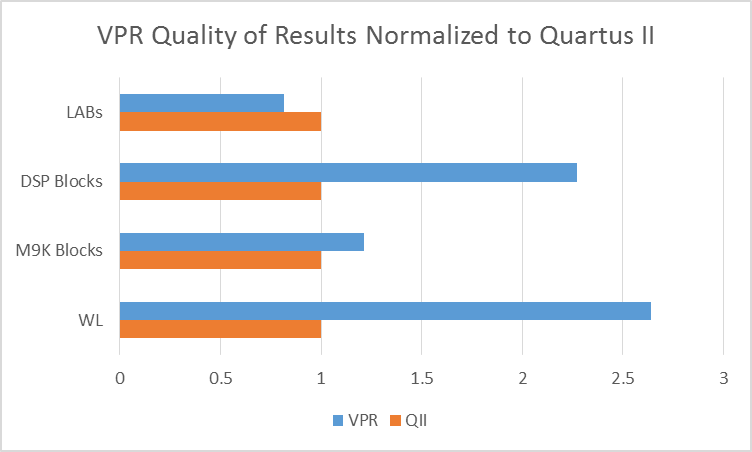 VPR Quality of Results Normalized to Quartus II
LABs
DSP Blocks
M9K Blocks
WL
0 0.5 1 1.5 2 2.5 3
VPR QII